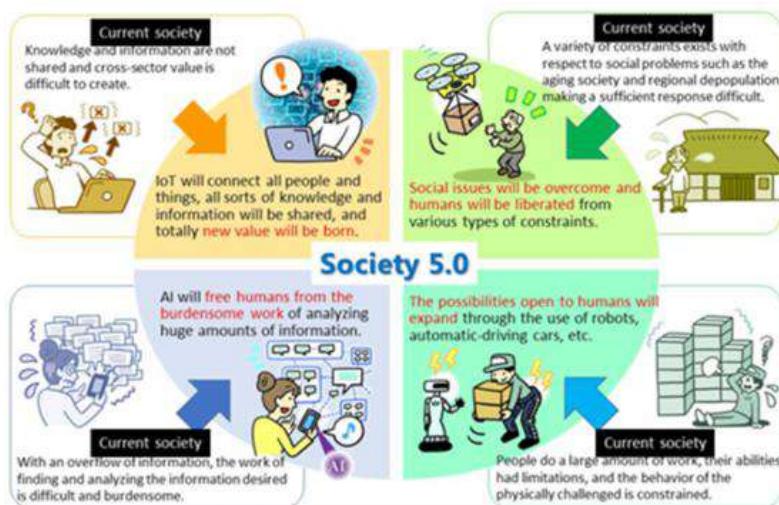 Current society
Knowledge and information are not
shared and cross-sector value is
difficult to create.
IoT will connect all people and
things, all sorts of knowledge and
information will be shared, and
totally new value will be born.
Current society
A variety of constraints exists with
respect to social problems such as the
aging society and regional depopulation,
making a sufficient response difficult.
Social issues will be overcome and
humans will be liberated from
various types of constraints.
Society 5.0
AI will free humans from the
burdensome work of analyzing
huge amounts of information.
AI
Current society
With an overflow of information, the work of
finding and analyzing the information desired
is difficult and burdensome.
The possibilities open to humans will
expand through the use of robots,
automatic-driving cars, etc.
Current society
People do a large amount of work, their abilities
had limitations, and the behavior of the
physically challenged is constrained.